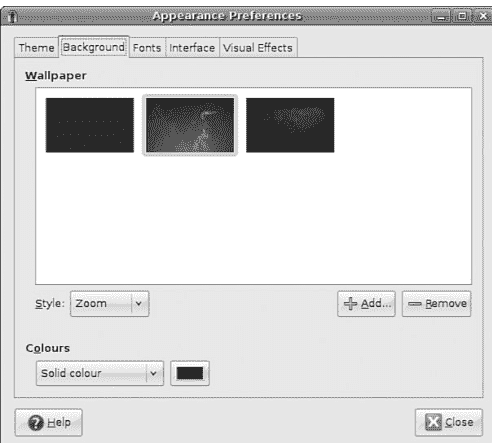 Appearance Preferences
Theme Background Fonts Interface Visual Effects
Wallpaper
Style: Zoom Add... Remove
Colours
Solid colour
Help Close